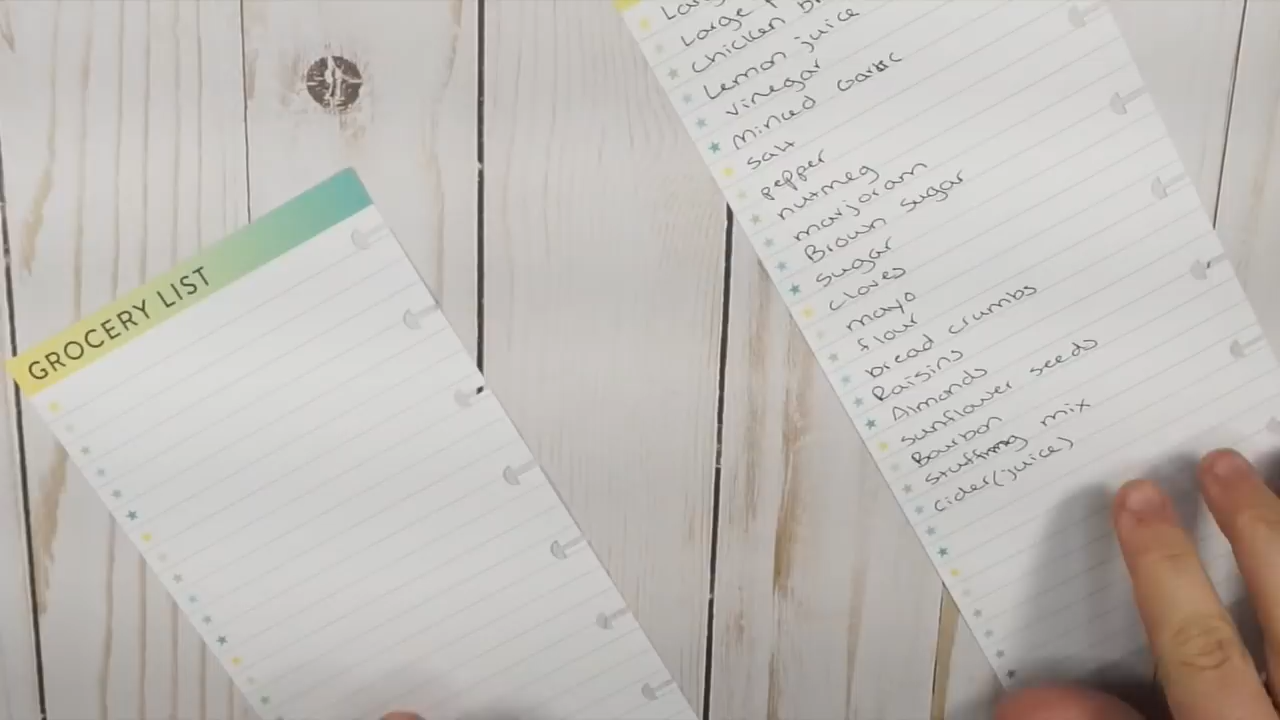 GROCERY LIST
Large
chicken
Lemon juice
vinegar
Minced Garlic
salt
pepper
nutmeg
marjoram
Brown sugar
sugar
cloves
mayo
flour
bread crumbs
Raisins
Almonds
sunflower seeds
Bourbon
stuffing mix
cider(juice)